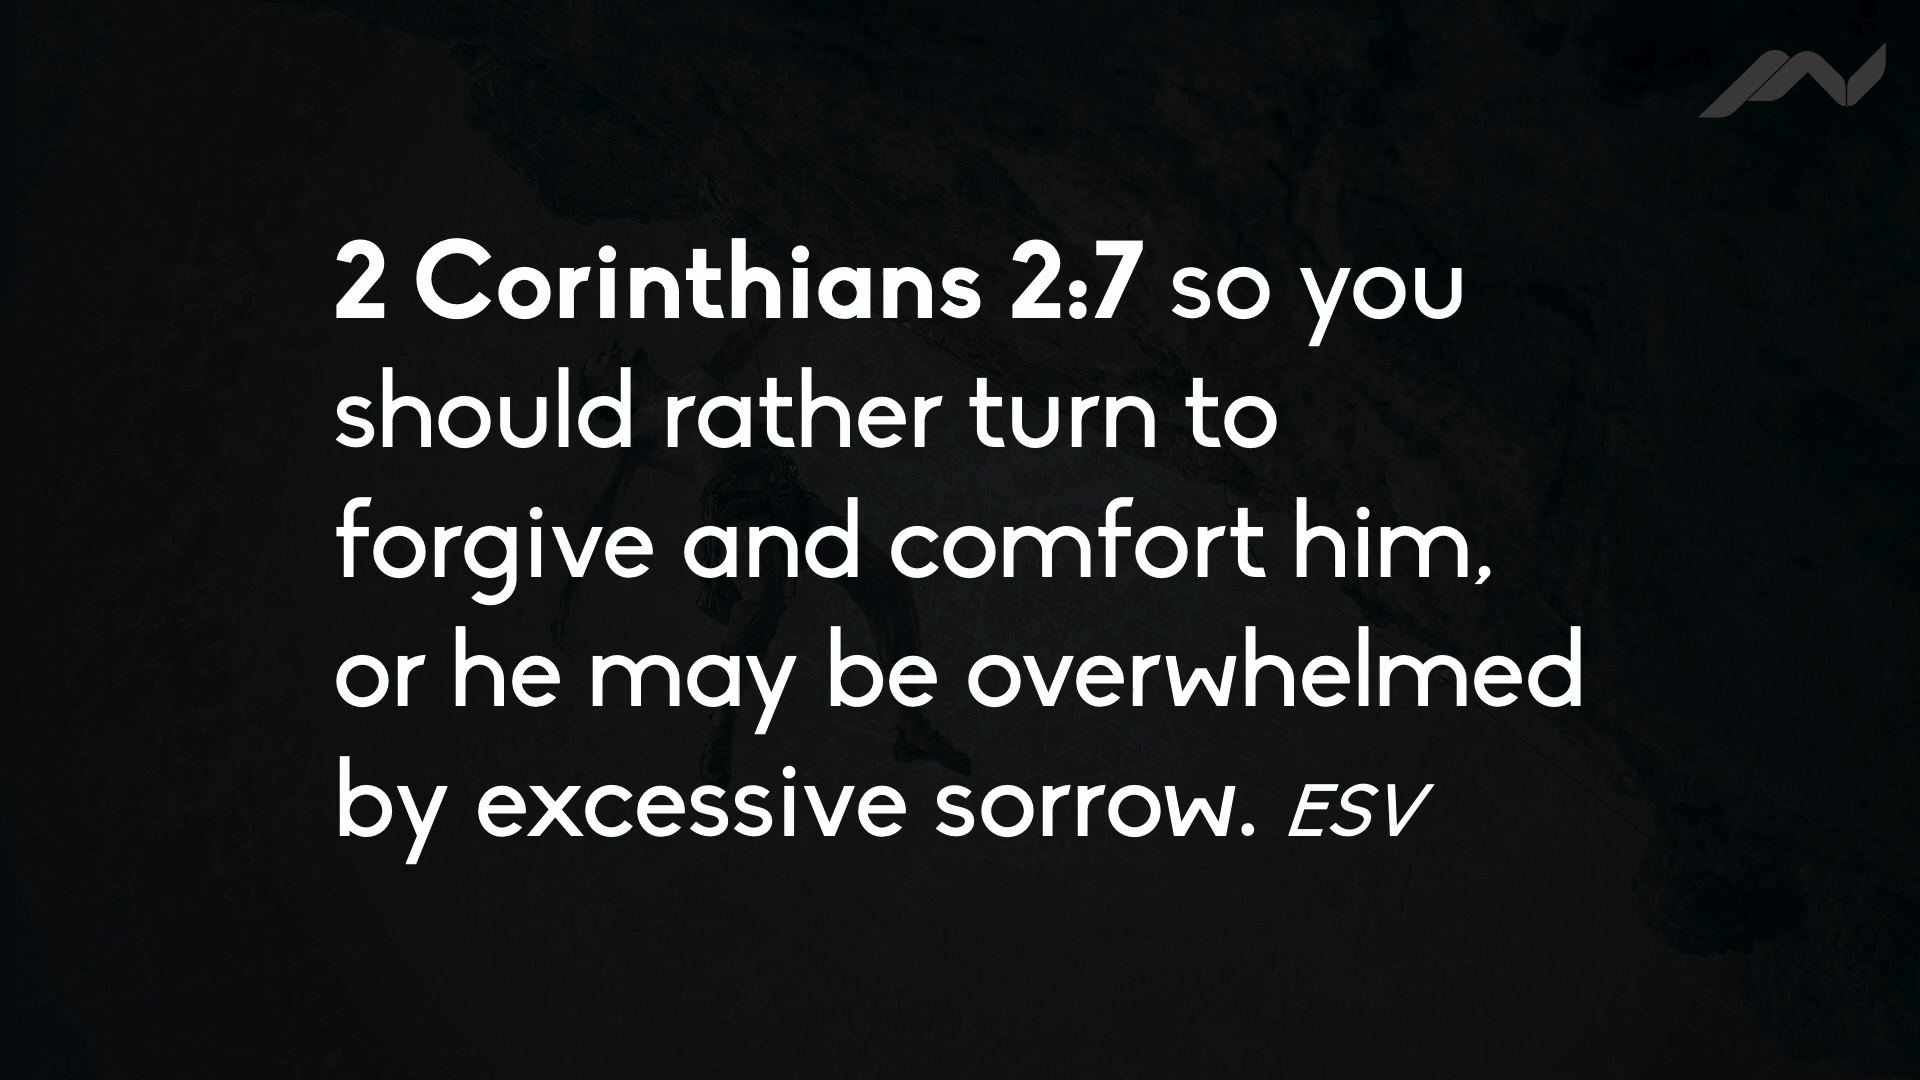 2 Corinthians 2:7 so you
should rather turn to
forgive and comfort him,
or he may be overwhelmed
by excessive sorrow. ESV